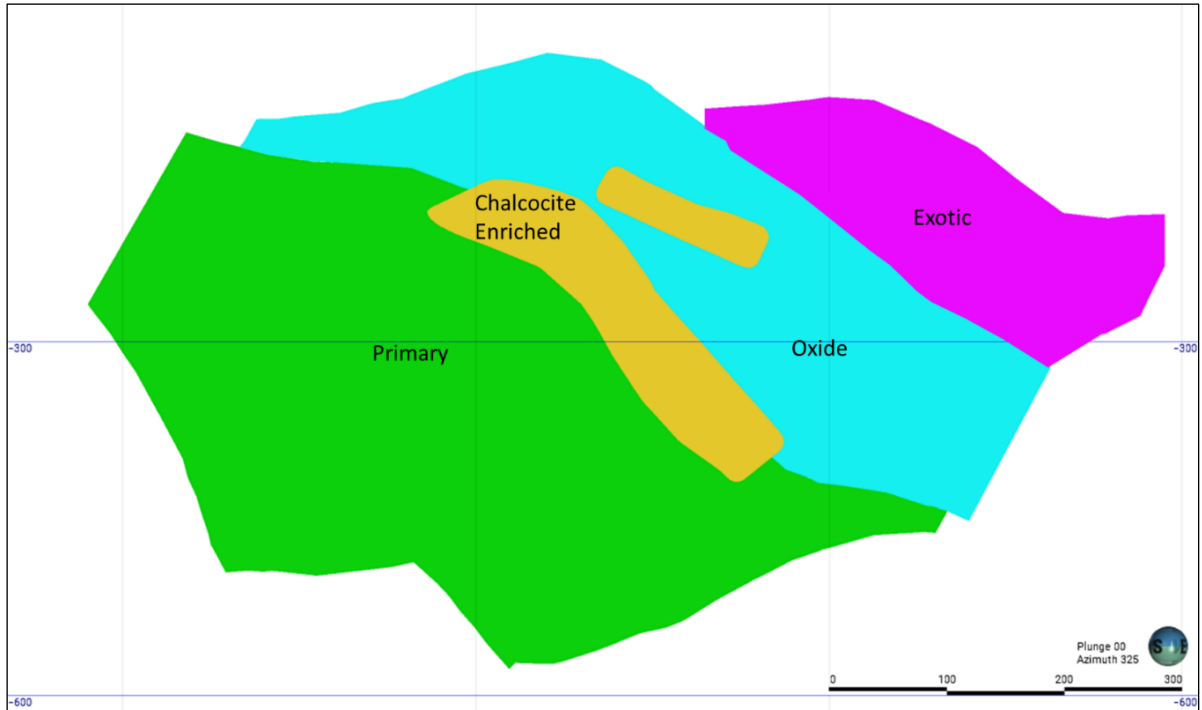 Chalcocite
Enriched
Exotic
Primary
Oxide
-300
-300
Plunge 00
Azimuth 325
S E
0
100
200
300
-600
-600